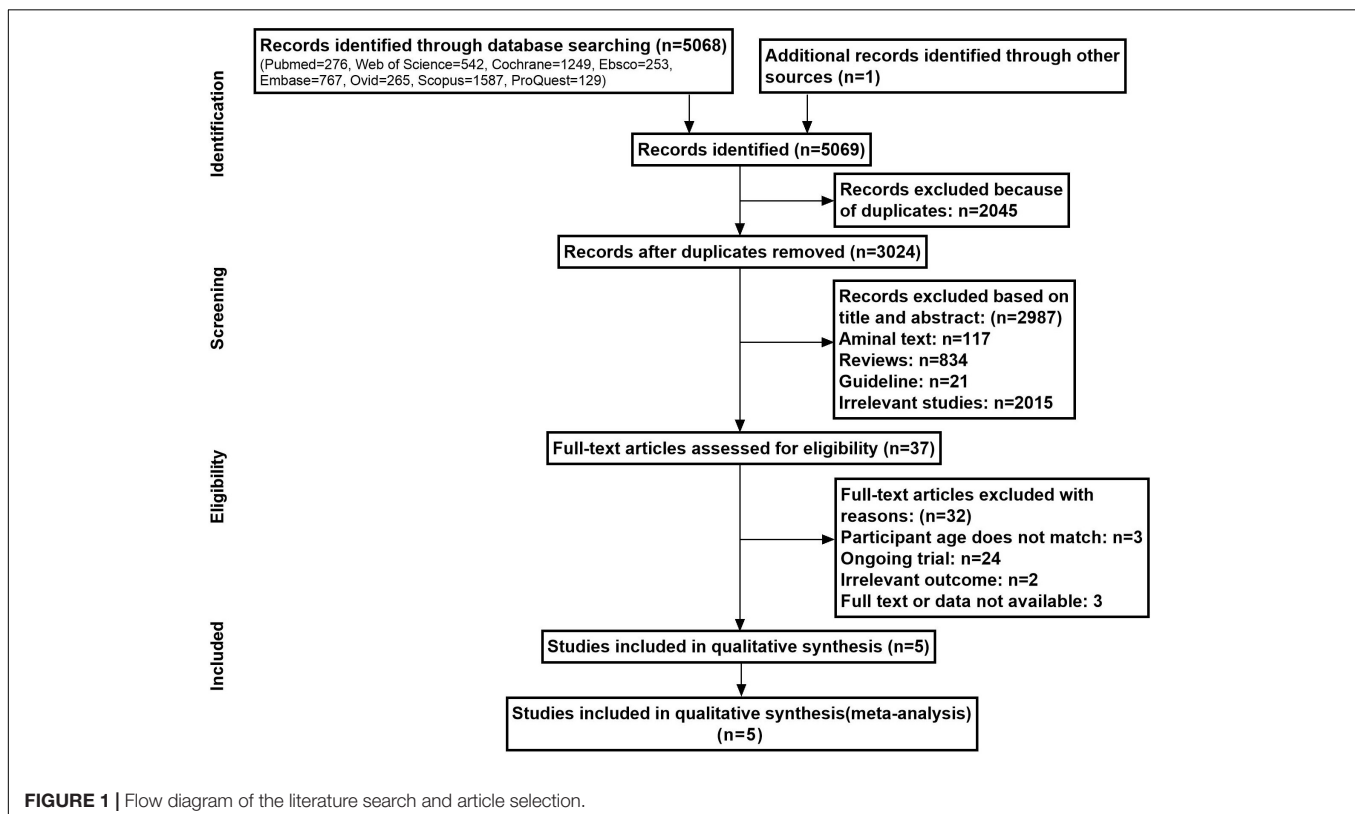 Records identified through database searching (n=5068)
(Pubmed=276, Web of Science=542, Cochrane=1249, Ebsco=253,
Embase=767, Ovid=265, Scopus=1587, ProQuest=129)
Additional records identified through other
sources (n=1)
Identification
Records identified (n=5069)
Records excluded because
of duplicates: n=2045
Records after duplicates removed (n=3024)
Screening
Records excluded based on
title and abstract: (n=2987)
Aminal text: n=117
Reviews: n=834
Guideline: n=21
Irrelevant studies: n=2015
Full-text articles assessed for eligibility (n=37)
Eligibility
Full-text articles excluded with
reasons: (n=32)
Participant age does not match: n=3
Ongoing trial: n=24
Irrelevant outcome: n=2
Full text or data not available: 3
Included
Studies included in qualitative synthesis (n=5)
Studies included in qualitative synthesis(meta-analysis)
(n=5)
FIGURE 1 | Flow diagram of the literature search and article selection.